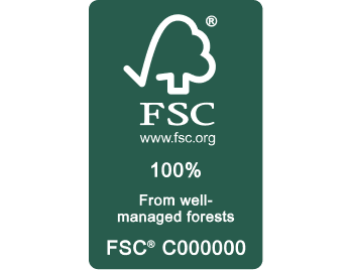 ®
FSC
www.fsc.org
100%
From well-
managed forests
FSC® C000000